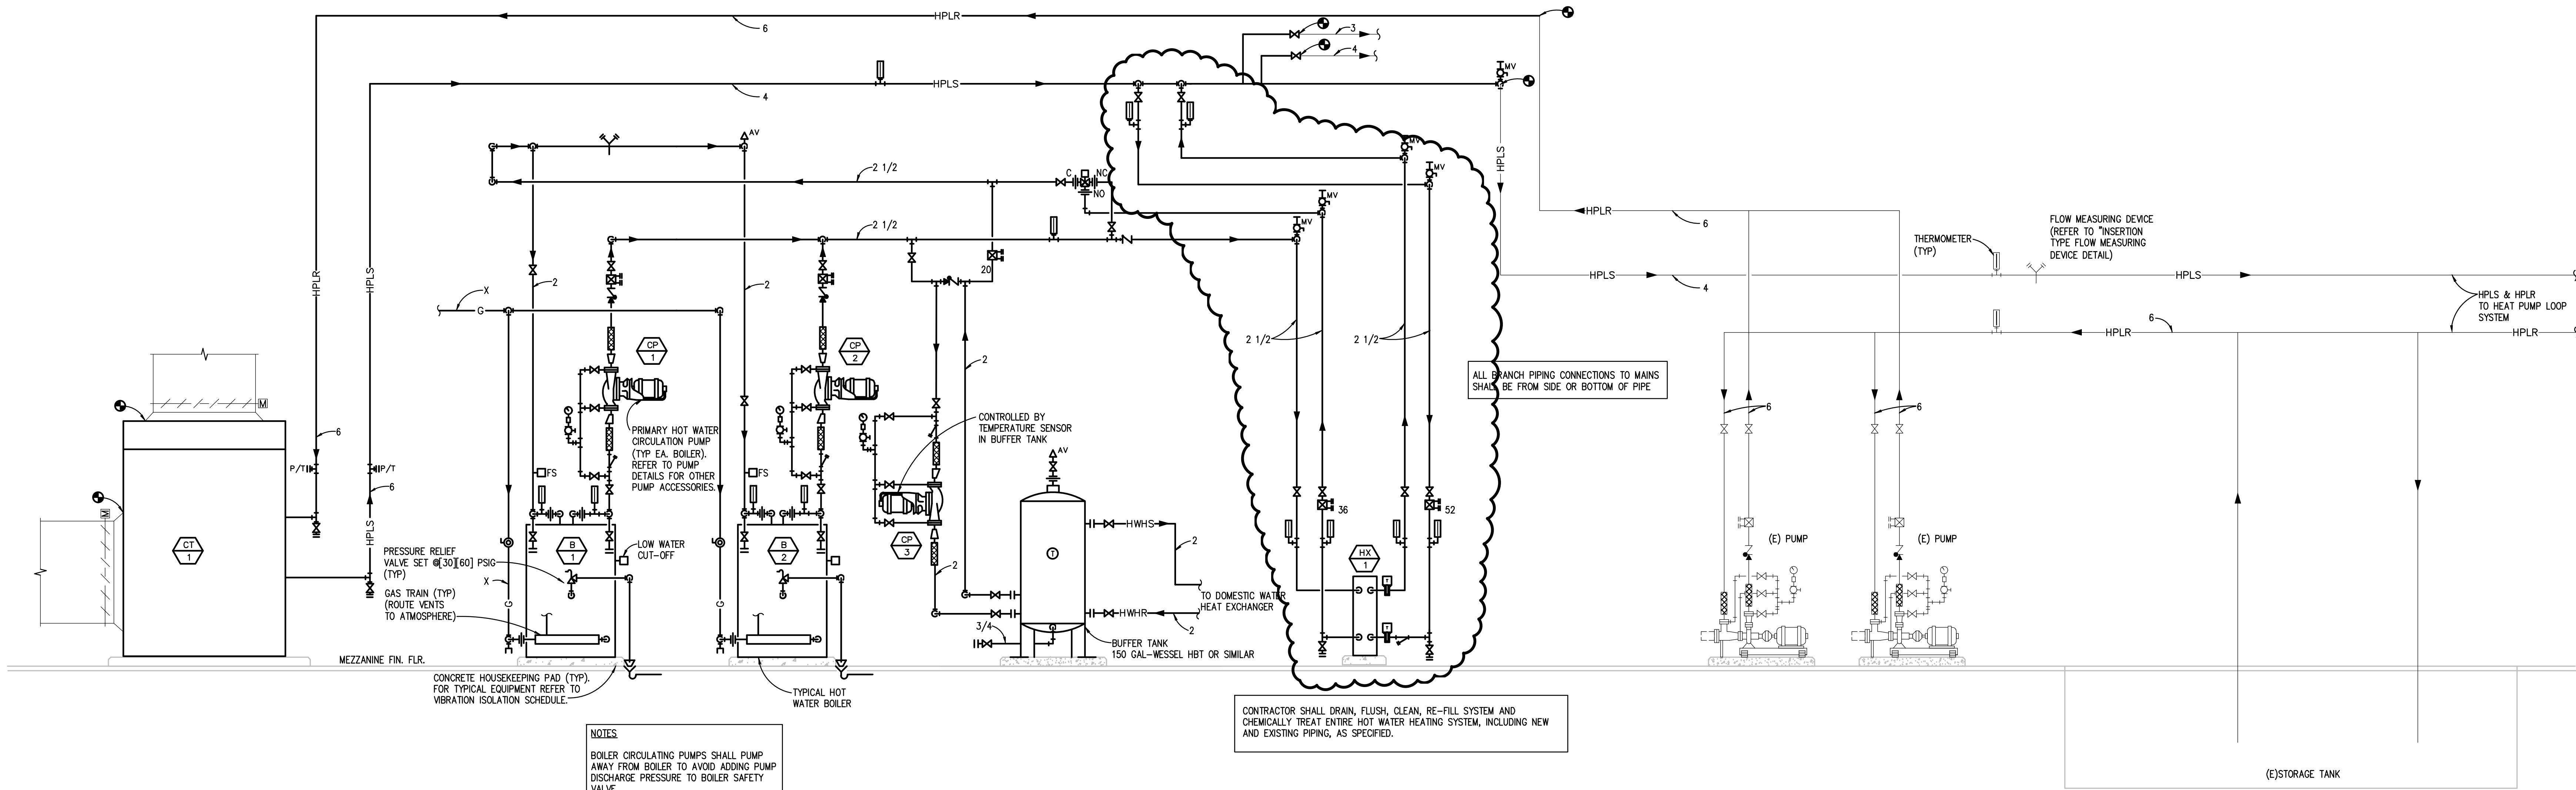 HPLR
6
3
4
HPLS
4
MV
MV
MV
MV
MV
AV
2 1/2
C
NC
NO
2 1/2
HPLS
HPLR
6
FLOW MEASURING DEVICE
(REFER TO "INSERTION
TYPE FLOW MEASURING
DEVICE DETAIL)
THERMOMETER
(TYP)
HPLR
HPLS
20
2
2
X
G
HPLS
4
HPLS
HPLS & HPLR
TO HEAT PUMP LOOP
SYSTEM
6
HPLR
HPLR
2 1/2
2 1/2
CP
1
CP
2
2
ALL BRANCH PIPING CONNECTIONS TO MAINS
SHALL BE FROM SIDE OR BOTTOM OF PIPE
M
6
6
6
PRIMARY HOT WATER
CIRCULATION PUMP
(TYP EA. BOILER).
REFER TO PUMP
DETAILS FOR OTHER
PUMP ACCESSORIES.
CONTROLLED BY
TEMPERATURE SENSOR
IN BUFFER TANK
AV
P/T
P/T
6
FS
FS
M
36
52
HWHS
2
CT
1
HPLS
B
1
B
2
LOW WATER
CUT-OFF
CP
3
T
HX
1
(E) PUMP
(E) PUMP
PRESSURE RELIEF
VALVE SET @[30][60] PSIG
(TYP)
X
2
T
GAS TRAIN (TYP)
(ROUTE VENTS
TO ATMOSPHERE)
G
G
TO DOMESTIC WATER
HEAT EXCHANGER
HWHR
2
3/4
T
BUFFER TANK
150 GAL-WESSEL HBT OR SIMILAR
MEZZANINE FIN. FLR.
CONCRETE HOUSEKEEPING PAD (TYP).
FOR TYPICAL EQUIPMENT REFER TO
VIBRATION ISOLATION SCHEDULE.
TYPICAL HOT
WATER BOILER
CONTRACTOR SHALL DRAIN, FLUSH, CLEAN, RE-FILL SYSTEM AND
CHEMICALLY TREAT ENTIRE HOT WATER HEATING SYSTEM, INCLUDING NEW
AND EXISTING PIPING, AS SPECIFIED.
NOTES
BOILER CIRCULATING PUMPS SHALL PUMP
AWAY FROM BOILER TO AVOID ADDING PUMP
DISCHARGE PRESSURE TO BOILER SAFETY
VALVE
(E)STORAGE TANK